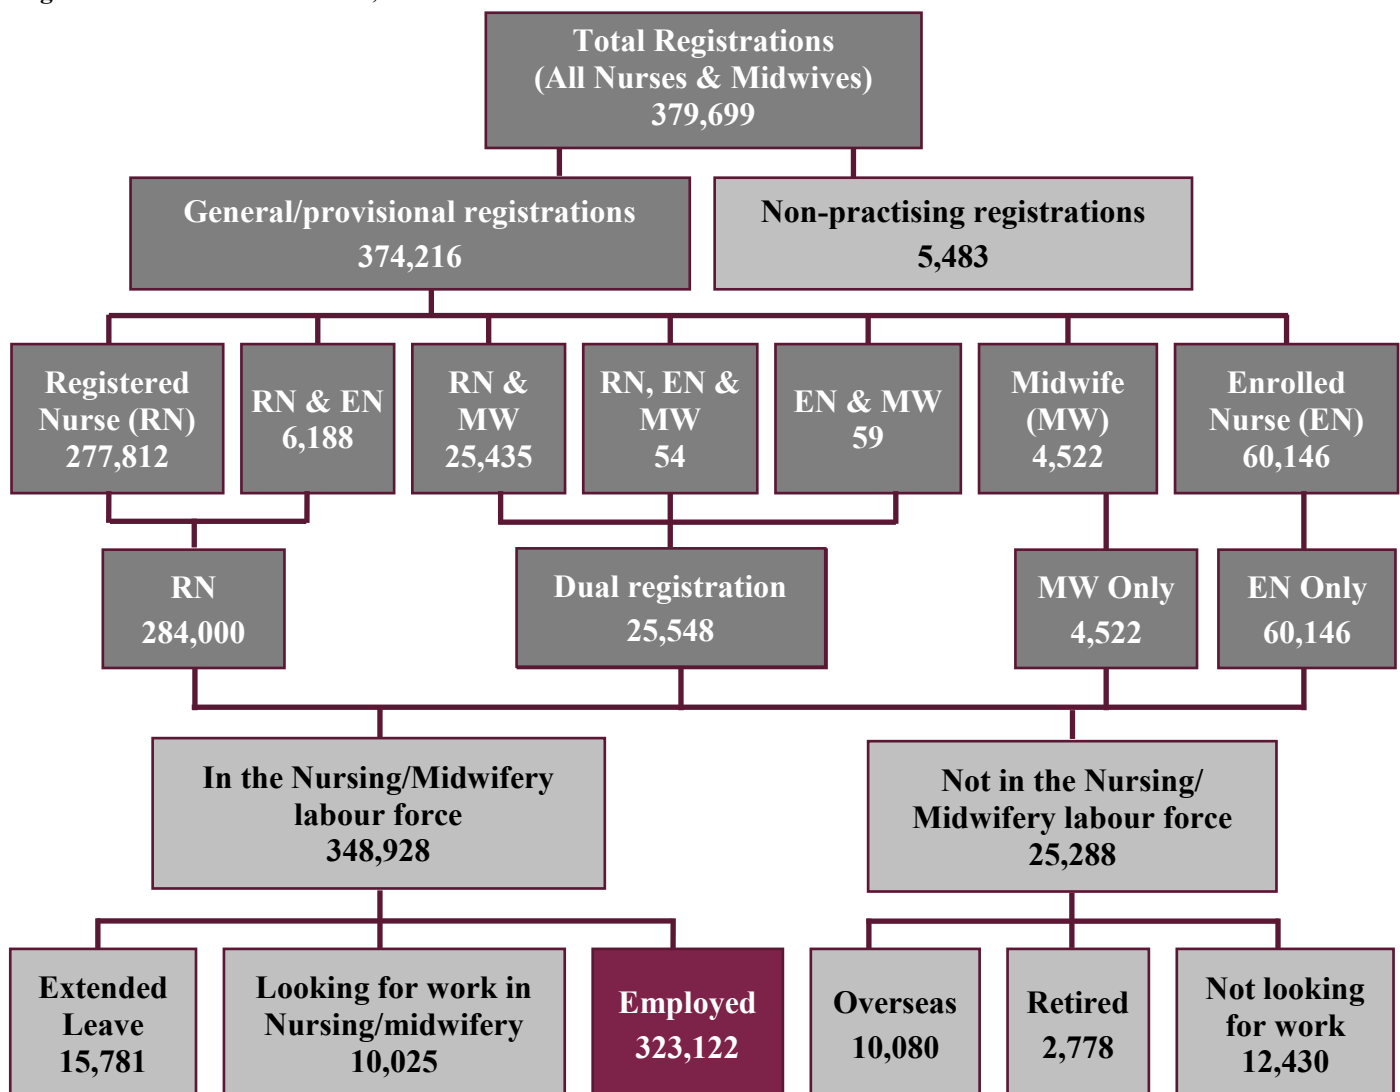 Total Registrations
(All Nurses & Midwives)
379,699
General/provisional registrations
374,216
Non-practising registrations
5,483
Registered
Nurse (RN)
277,812
RN & EN
6,188
RN &
MW
25,435
RN, EN &
MW
54
EN & MW
59
Midwife
(MW)
4,522
Enrolled
Nurse (EN)
60,146
RN
284,000
Dual registration
25,548
MW Only
4,522
EN Only
60,146
In the Nursing/Midwifery
labour force
348,928
Not in the Nursing/
Midwifery labour force
25,288
Extended
Leave
15,781
Looking for work in
Nursing/midwifery
10,025
Employed
323,122
Overseas
10,080
Retired
2,778
Not looking
for work
12,430